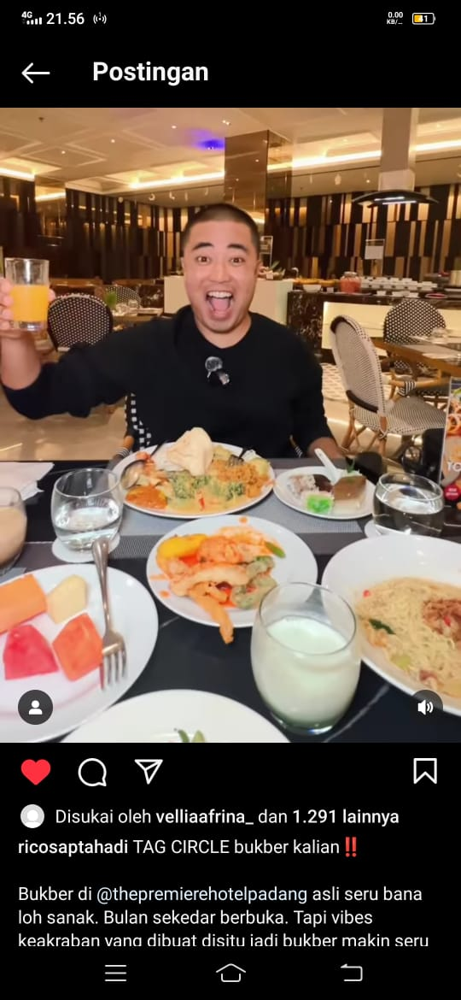 4G 21.56 0.00 KB/... 41
Postingan
Disukai oleh velliaafrina_ dan 1.291 lainnya
ricosaptahadi TAG CIRCLE bukber kalian‼️
Bukber di @thepremierehotelpadang asli seru bana
loh sanak. Bulan sekedar berbuka. Tapi vibes
keakraban yang dibuat disitu jadi bukber makin seru